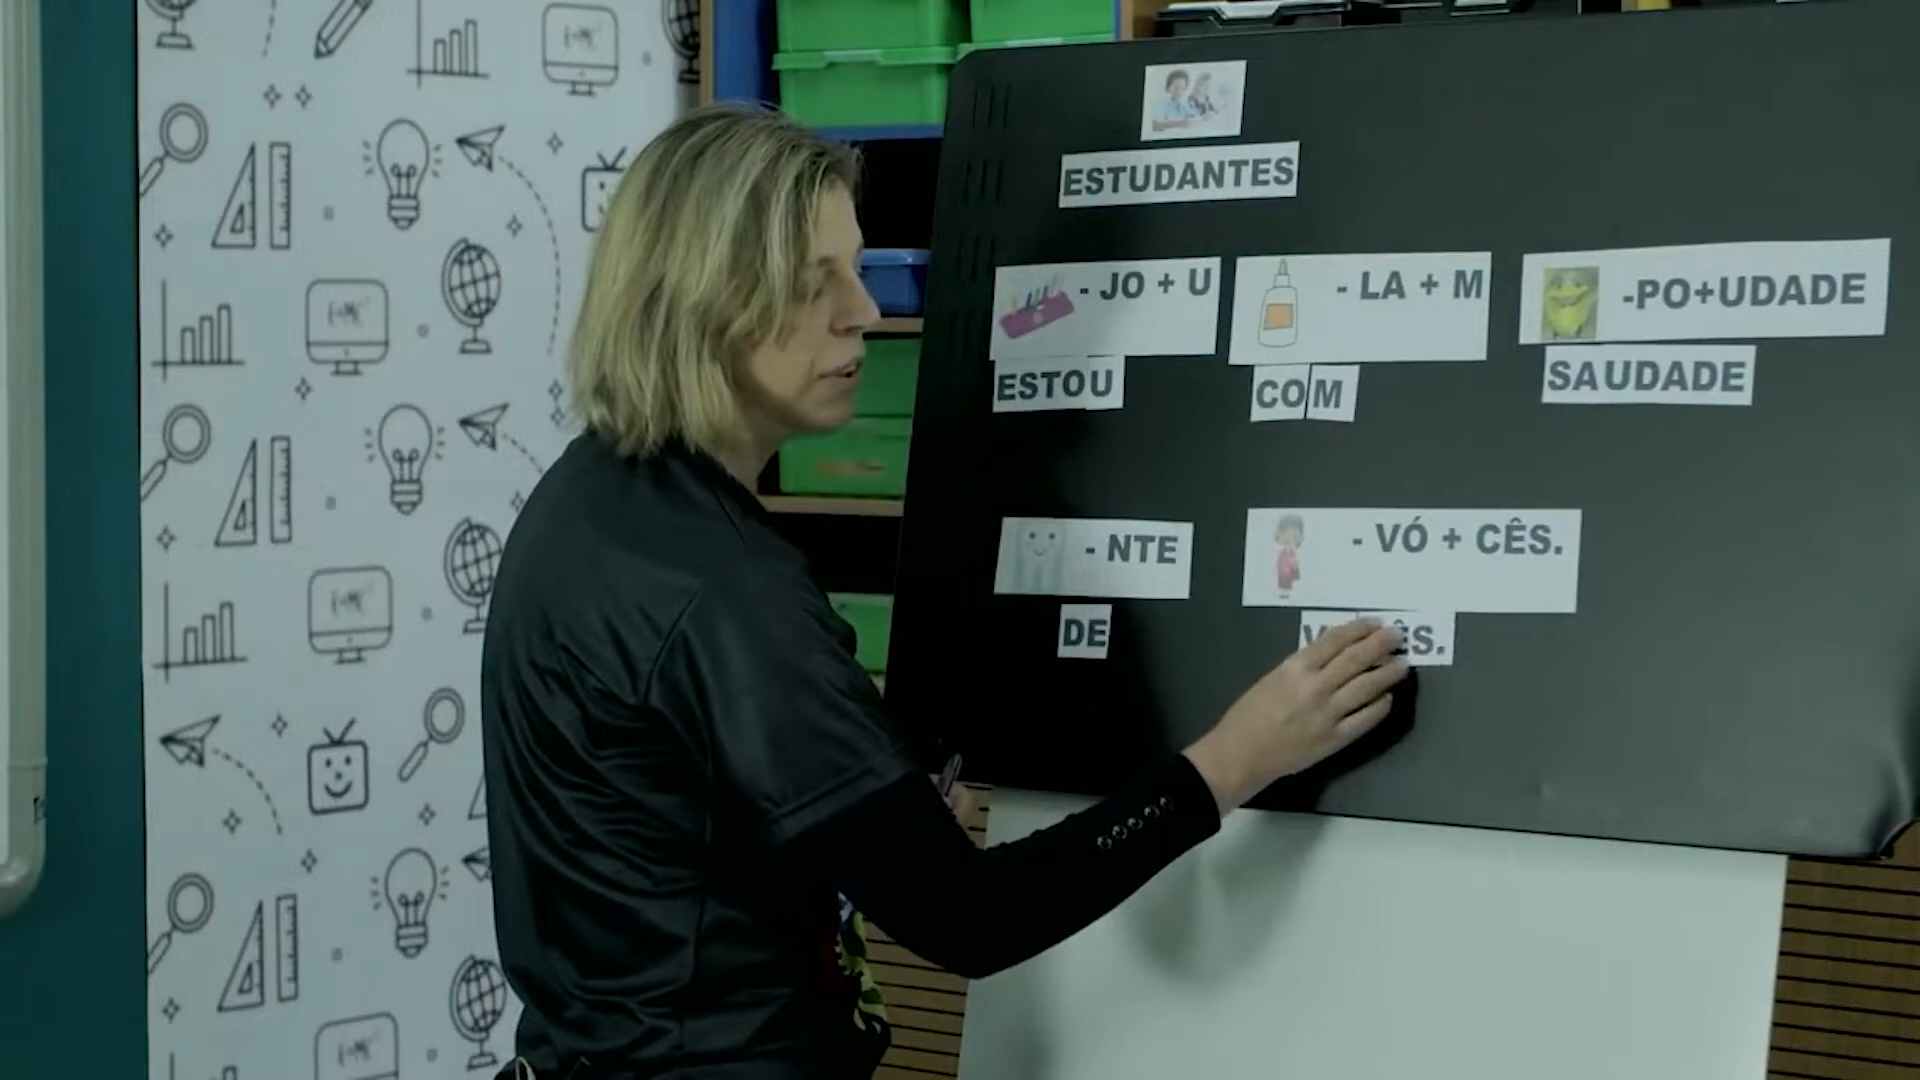 ESTUDANTES
- JO + U
- LA + M
-PO+UDADE
ESTOU
COM
SAUDADE
- NTE
- VÓ + CÊS.
DE